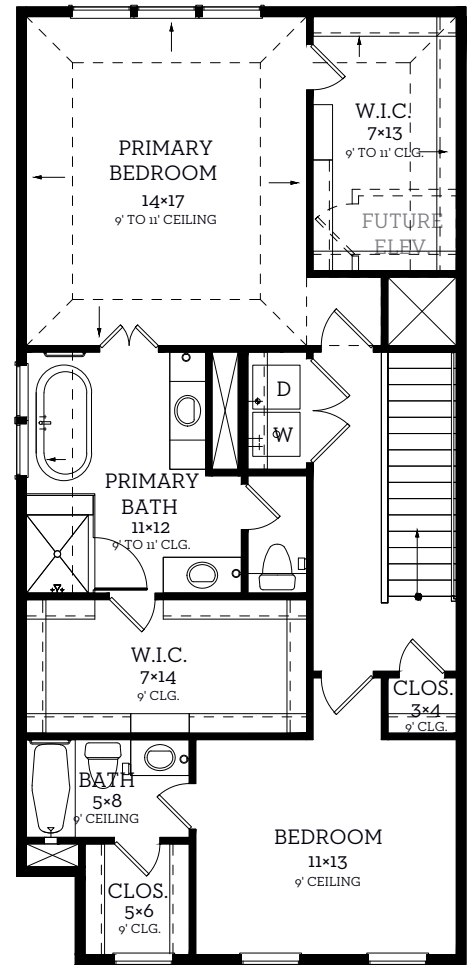 W.I.C.
7×13
9' TO 11' CLG.
PRIMARY
BEDROOM
14×17
9' TO 11' CEILING
FUTURE
ELEV
D
W
PRIMARY
BATH
11×12
9' TO 11' CLG.
W.I.C.
7×14
9' CLG.
CLOS.
3×4
9' CLG.
BATH
5×8
9' CEILING
BEDROOM
11×13
9' CEILING
CLOS.
5×6
9' CLG.